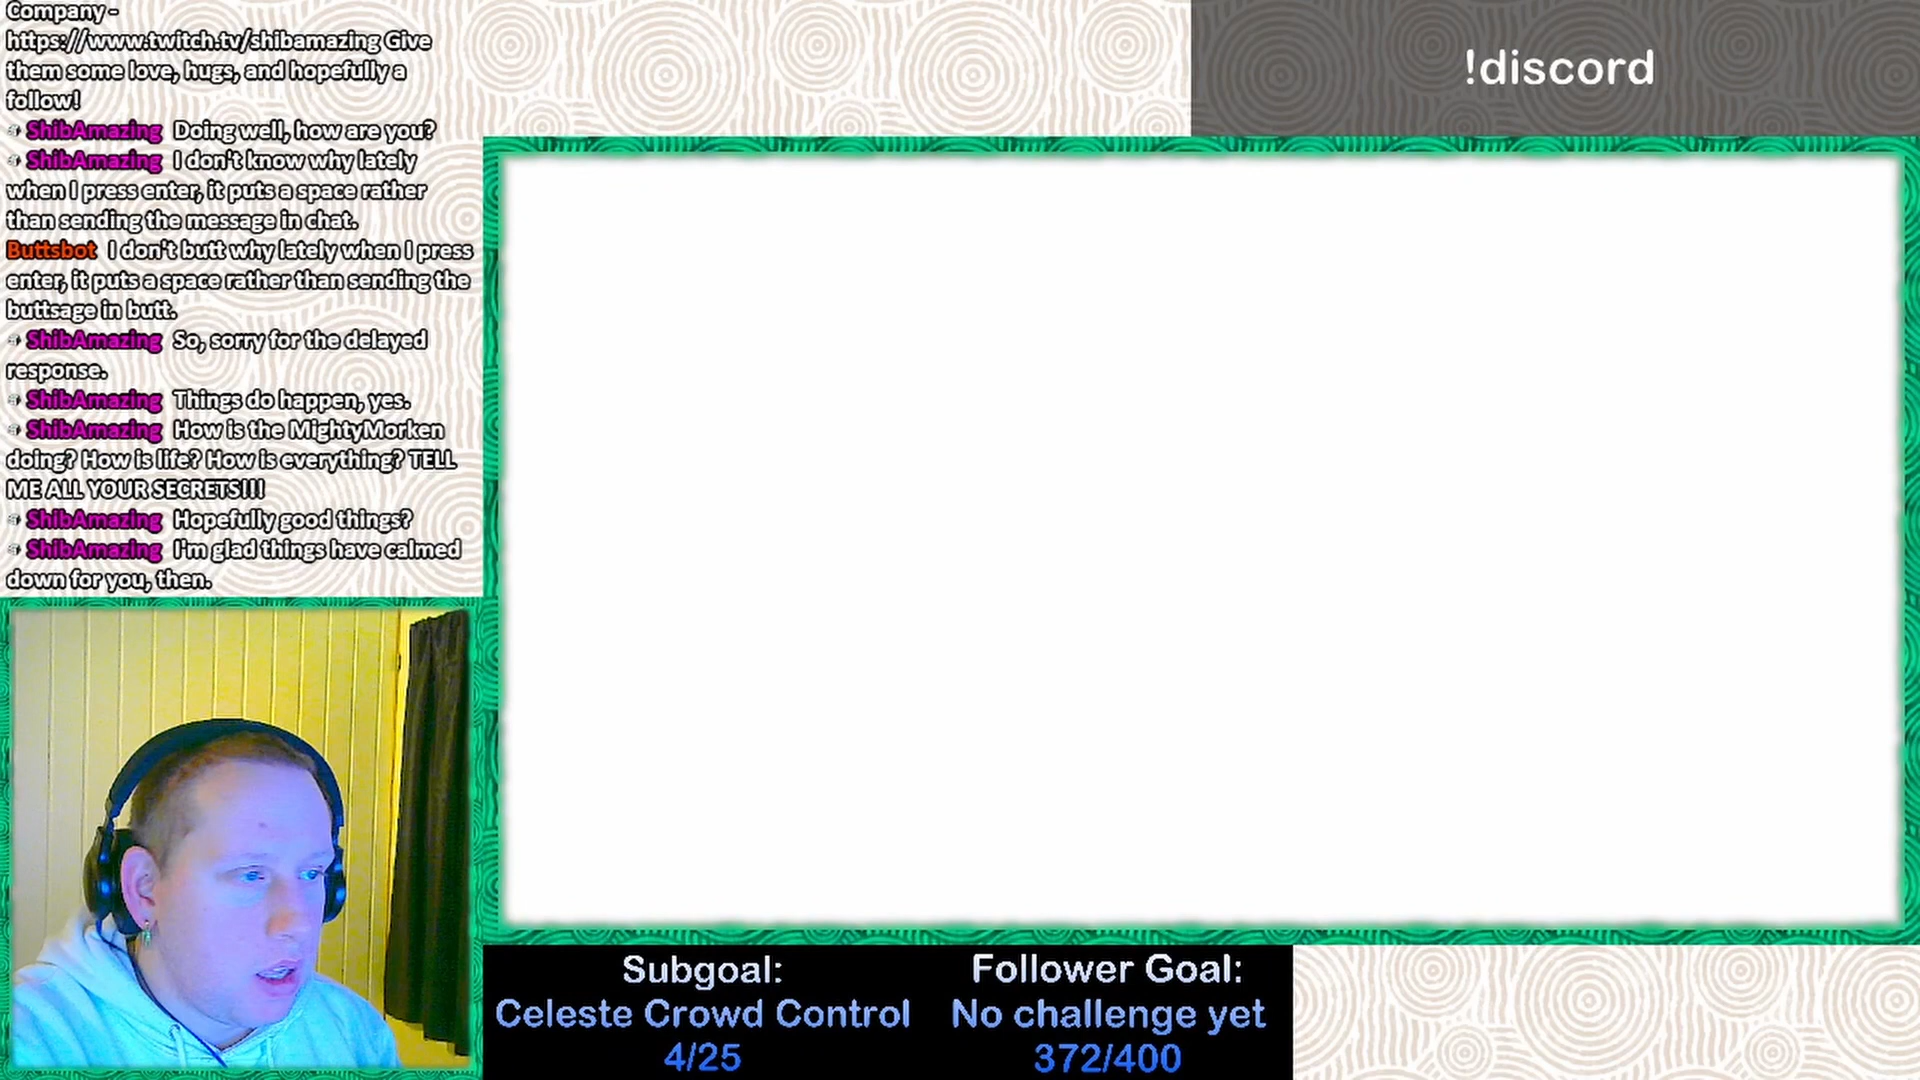 Company -
https://www.twitch.tv/shibamazing Give
them some love, hugs, and hopefully a
follow!
ShibAmazing Doing well, how are you?
ShibAmazing I don't know why lately
when I press enter, it puts a space rather
than sending the message in chat.
Buttsbot I don't butt why lately when I press
enter, it puts a space rather than sending the
buttsage in butt.
ShibAmazing So, sorry for the delayed
response.
ShibAmazing Things do happen, yes.
ShibAmazing How is the MightyMorken
doing? How is life? How is everything? TELL
ME ALL YOUR SECRETS!!!
ShibAmazing Hopefully good things?
ShibAmazing I'm glad things have calmed
down for you, then.
!discord
Subgoal:
Celeste Crowd Control
4/25
Follower Goal:
No challenge yet
372/400